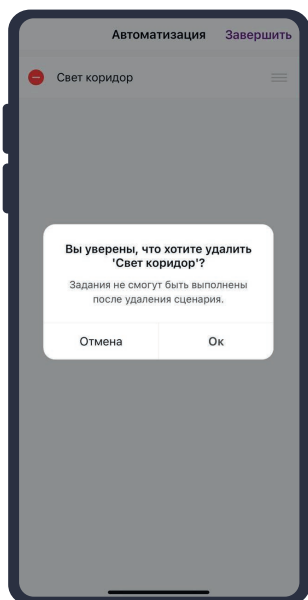 Автоматизация Завершить
Свет коридор
Вы уверены, что хотите удалить
'Свет коридор'?
Задания не смогут быть выполнены
после удаления сценария.
Отмена Ок